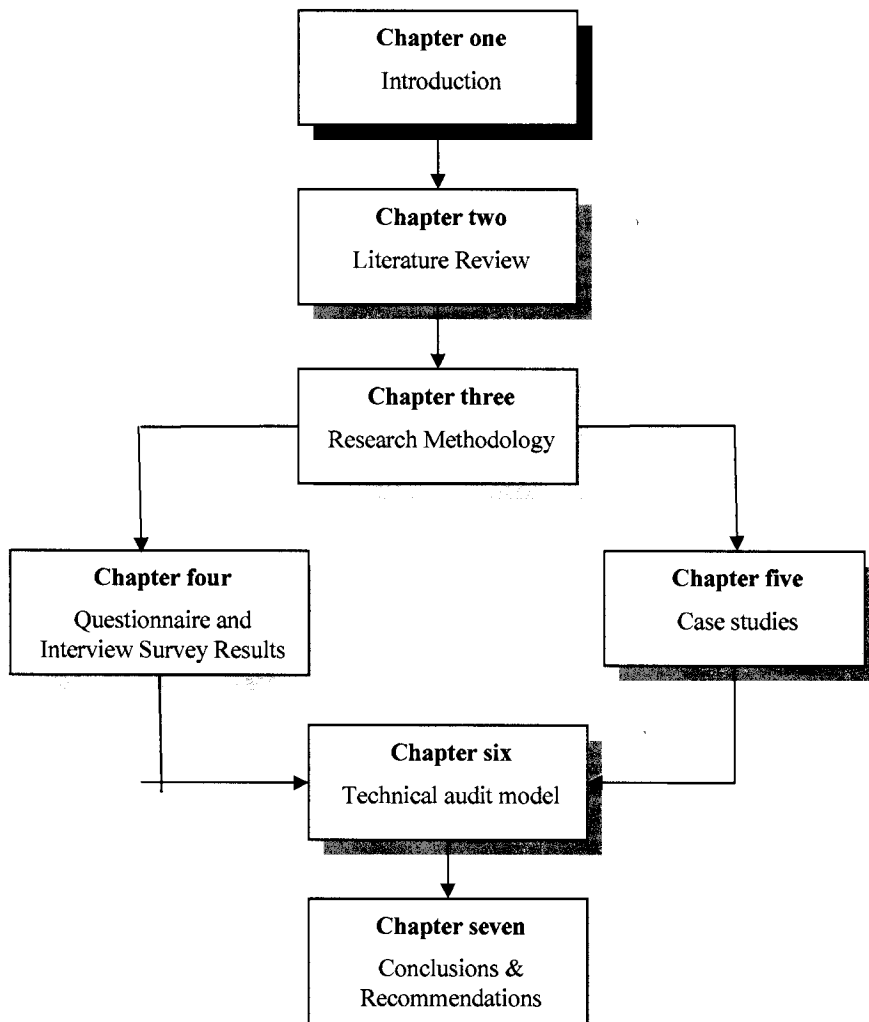 Chapter one
Introduction
Chapter two
Literature Review
Chapter three
Research Methodology
Chapter four
Questionnaire and
Interview Survey Results
Chapter five
Case studies
Chapter six
Technical audit model
Chapter seven
Conclusions &
Recommendations